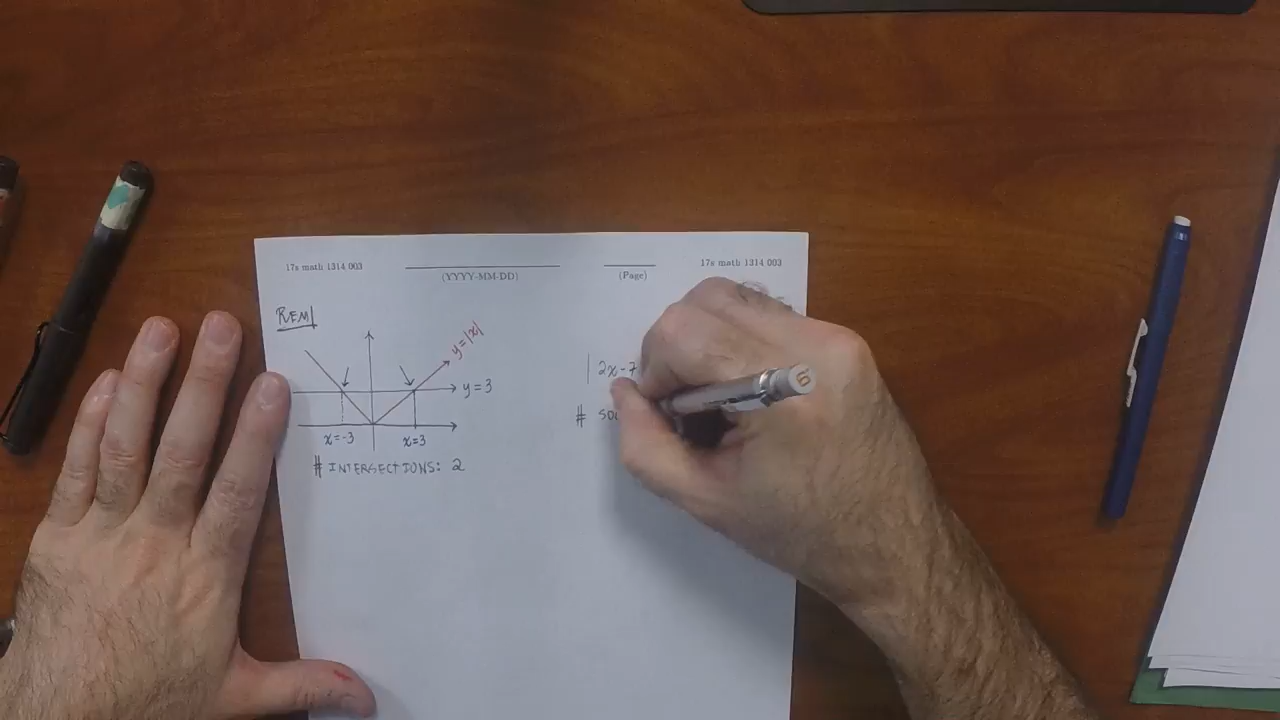 17s math 1314 003
(YYYY-MM-DD)
(Page)
17s math 1314 003
REM
y=|x|
y=3
x=-3
x=3
# INTERSECTIONS: 2
|2x-7
#